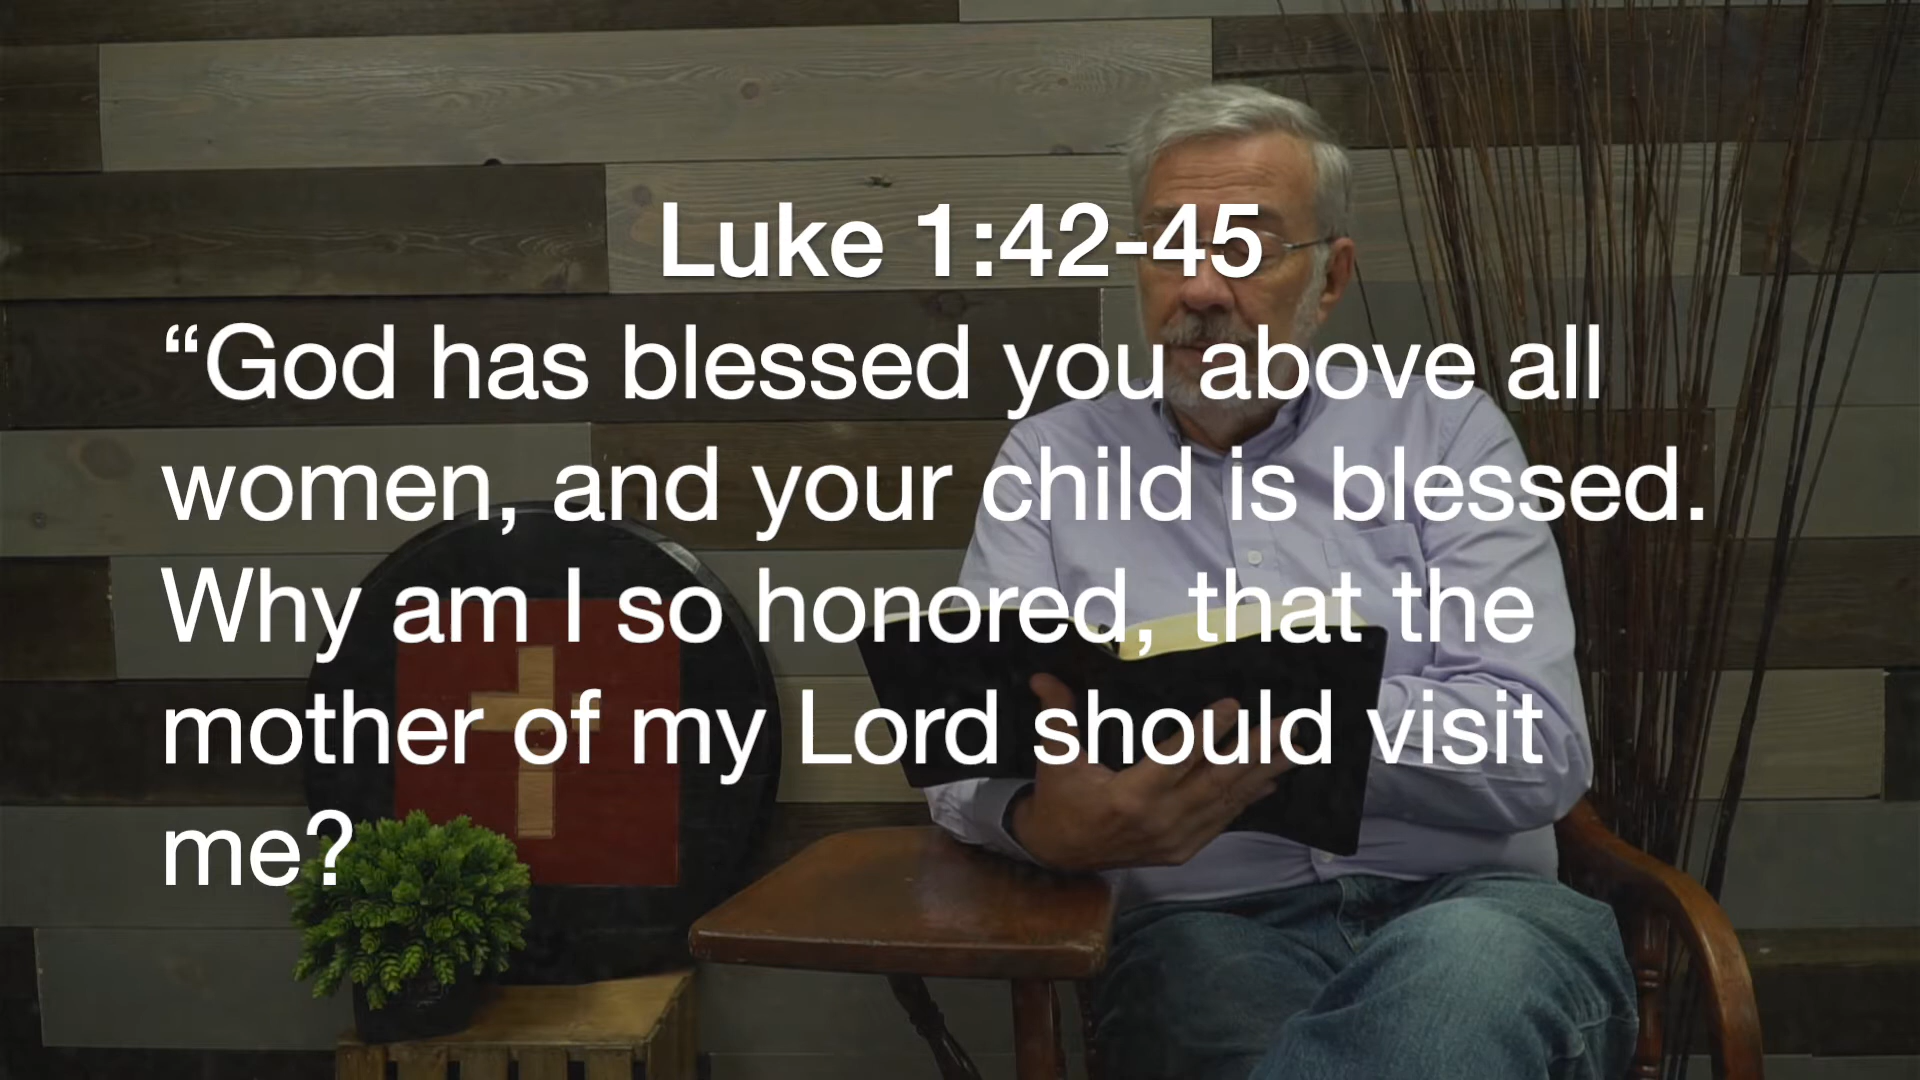 Luke 1:42-45
“God has blessed you above all
women, and your child is blessed.
Why am I so honored, that the
mother of my Lord should visit
me?